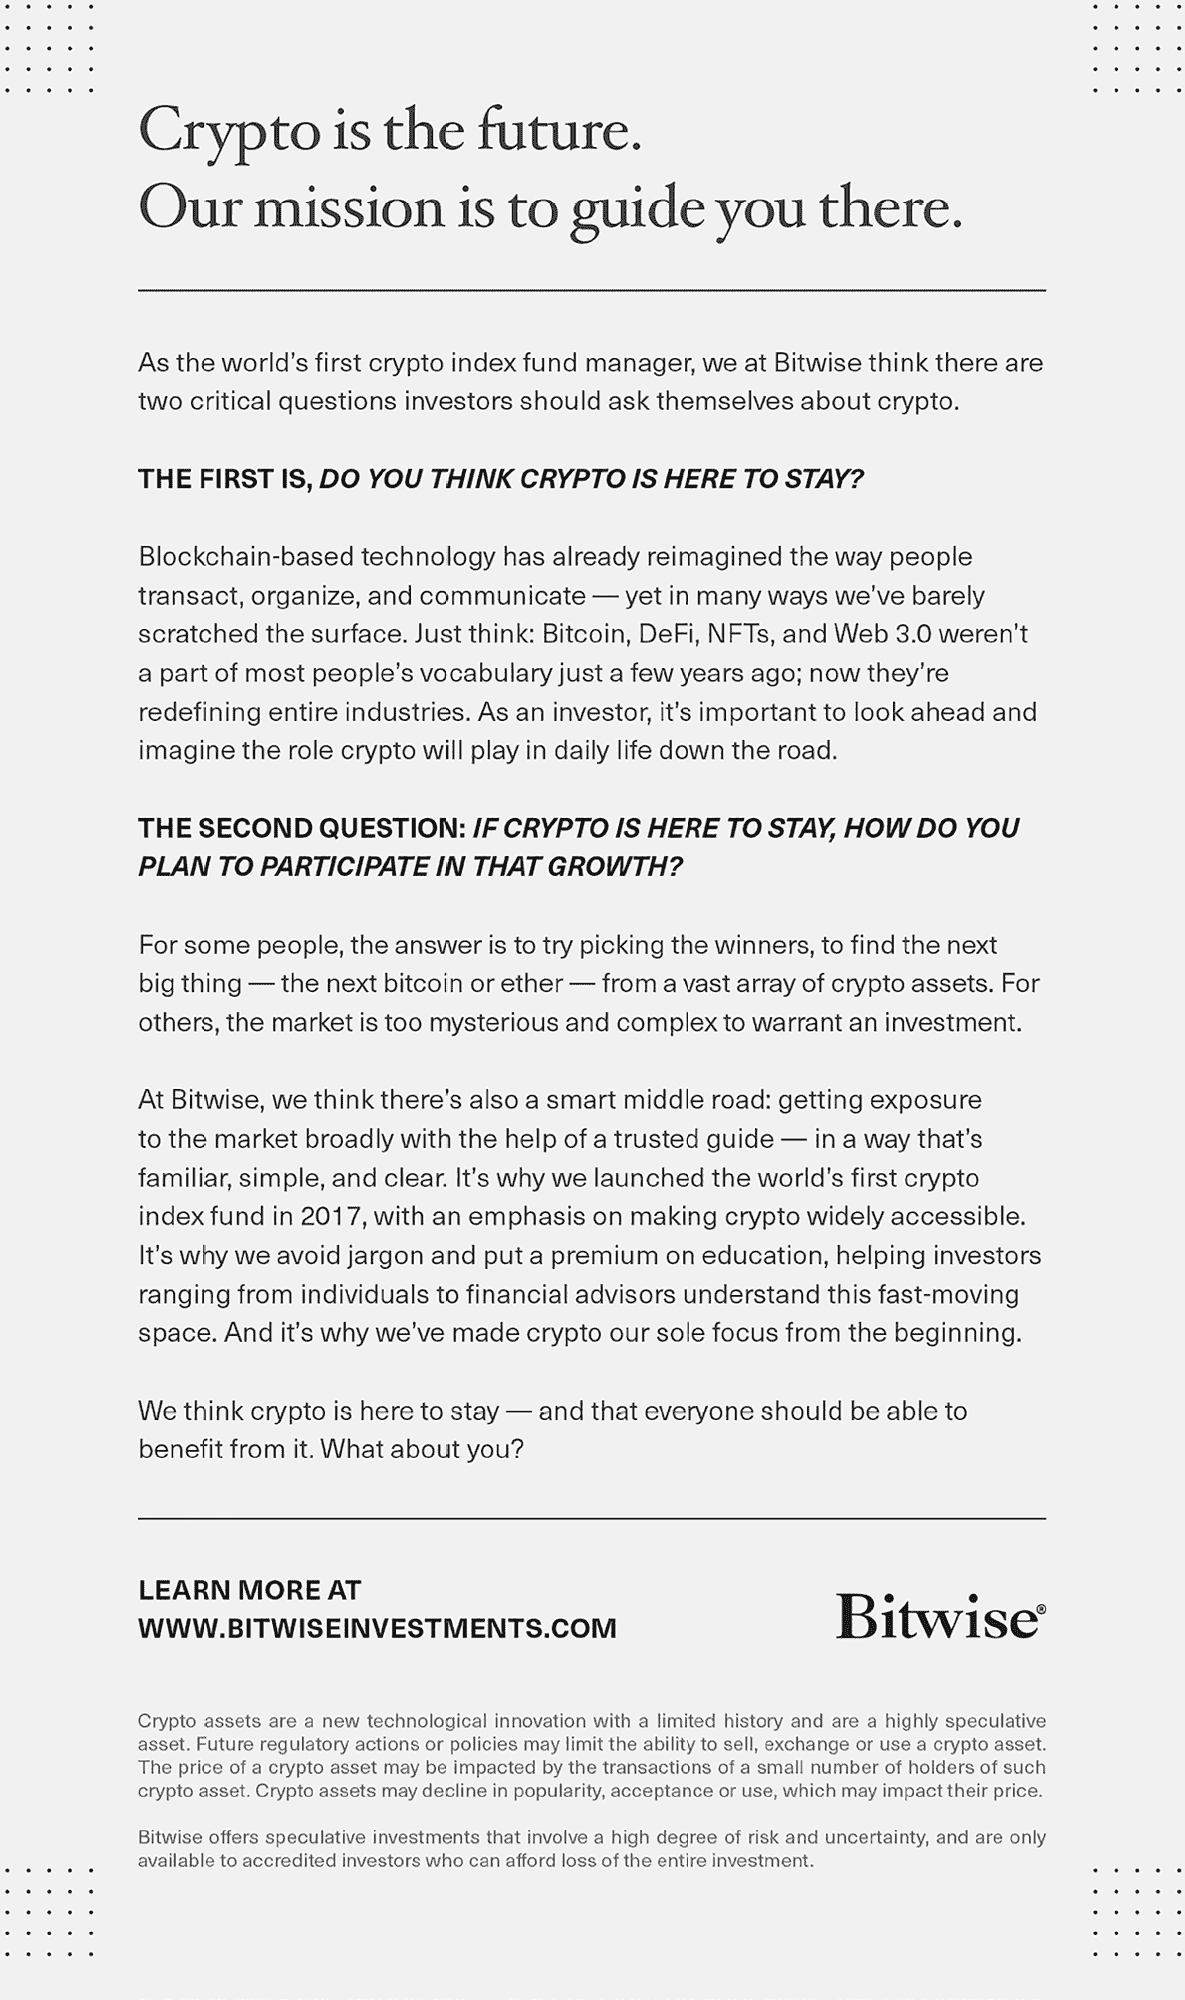 Crypto is the future.
Our mission is to guide you there.
As the world’s first crypto index fund manager, we at Bitwise think there are
two critical questions investors should ask themselves about crypto.
THE FIRST IS, DO YOU THINK CRYPTO IS HERE TO STAY?
Blockchain-based technology has already reimagined the way people
transact, organize, and communicate — yet in many ways we’ve barely
scratched the surface. Just think: Bitcoin, DeFi, NFTs, and Web 3.0 weren’t
a part of most people’s vocabulary just a few years ago; now they’re
redefining entire industries. As an investor, it’s important to look ahead and
imagine the role crypto will play in daily life down the road.
THE SECOND QUESTION: IF CRYPTO IS HERE TO STAY, HOW DO YOU
PLAN TO PARTICIPATE IN THAT GROWTH?
For some people, the answer is to try picking the winners, to find the next
big thing — the next bitcoin or ether — from a vast array of crypto assets. For
others, the market is too mysterious and complex to warrant an investment.
At Bitwise, we think there’s also a smart middle road: getting exposure
to the market broadly with the help of a trusted guide — in a way that’s
familiar, simple, and clear. It’s why we launched the world’s first crypto
index fund in 2017, with an emphasis on making crypto widely accessible.
It’s why we avoid jargon and put a premium on education, helping investors
ranging from individuals to financial advisors understand this fast-moving
space. And it’s why we’ve made crypto our sole focus from the beginning.
We think crypto is here to stay — and that everyone should be able to
benefit from it. What about you?
LEARN MORE AT
WWW.BITWISEINVESTMENTS.COM
Bitwise®
Crypto assets are a new technological innovation with a limited history and are a highly speculative
asset. Future regulatory actions or policies may limit the ability to sell, exchange or use a crypto asset.
The price of a crypto asset may be impacted by the transactions of a small number of holders of such
crypto asset. Crypto assets may decline in popularity, acceptance or use, which may impact their price.
Bitwise offers speculative investments that involve a high degree of risk and uncertainty, and are only
available to accredited investors who can afford loss of the entire investment.